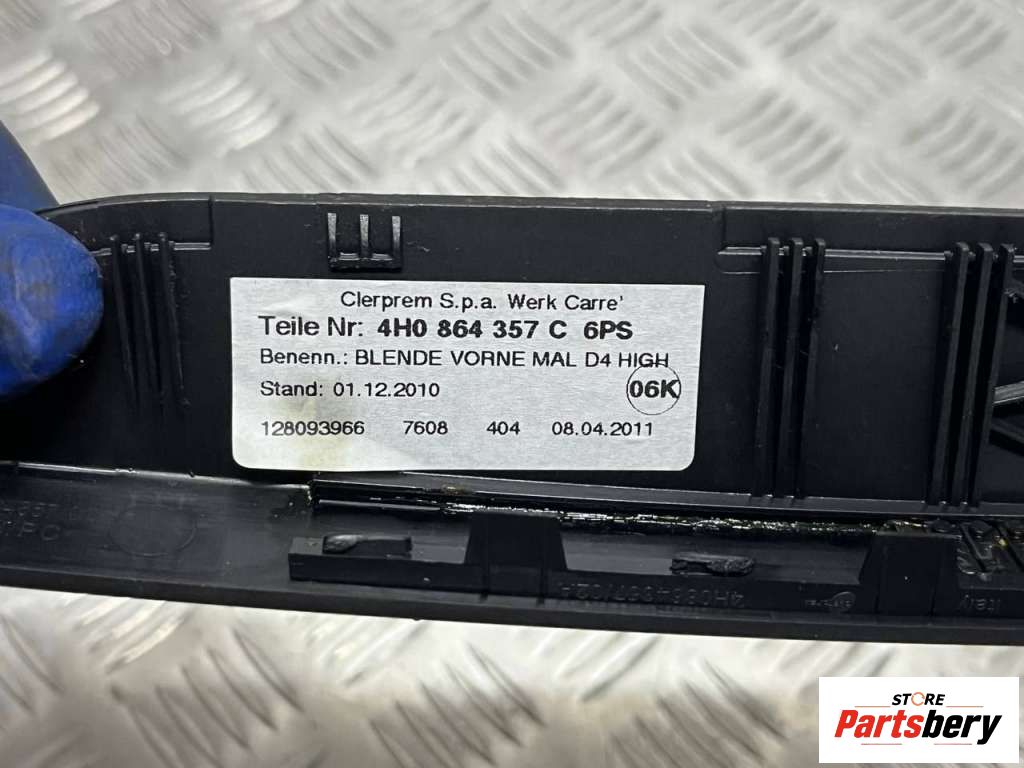 Clerprem S.p.a. Werk Carre'
Teile Nr: 4H0 864 357 C 6PS
Benenn.: BLENDE VORNE MAL D4 HIGH
Stand: 01.12.2010 06K
128093966 7608 404 08.04.2011
STORE
Partsbery